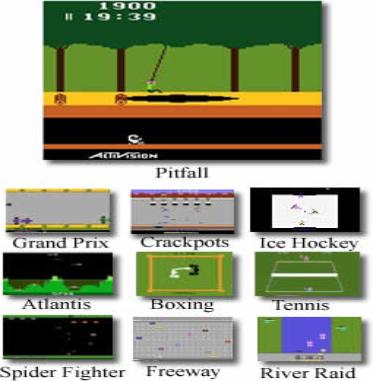 1900
19:39
ACTIVISION
Pitfall
Grand Prix
Crackpots
Ice Hockey
Atlantis
Boxing
Tennis
Spider Fighter
Freeway
River Raid